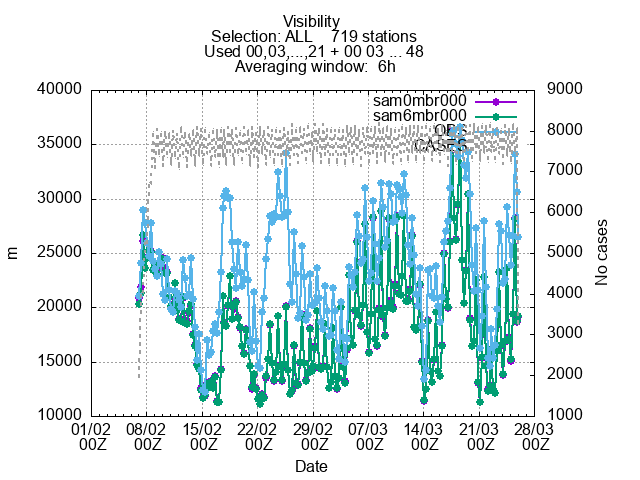 Visibility
Selection: ALL 719 stations
Used 00,03,...,21 + 00 03 ... 48
Averaging window: 6h
40000
35000
30000
25000
20000
15000
10000
m
9000
8000
7000
6000
5000
4000
3000
2000
1000
No cases
sam0mbr000
sam6mbr000
OBS
CASES
01/02 08/02 15/02 22/02 29/02 07/03 14/03 21/03 28/03
00Z 00Z 00Z 00Z 00Z 00Z 00Z 00Z 00Z
Date